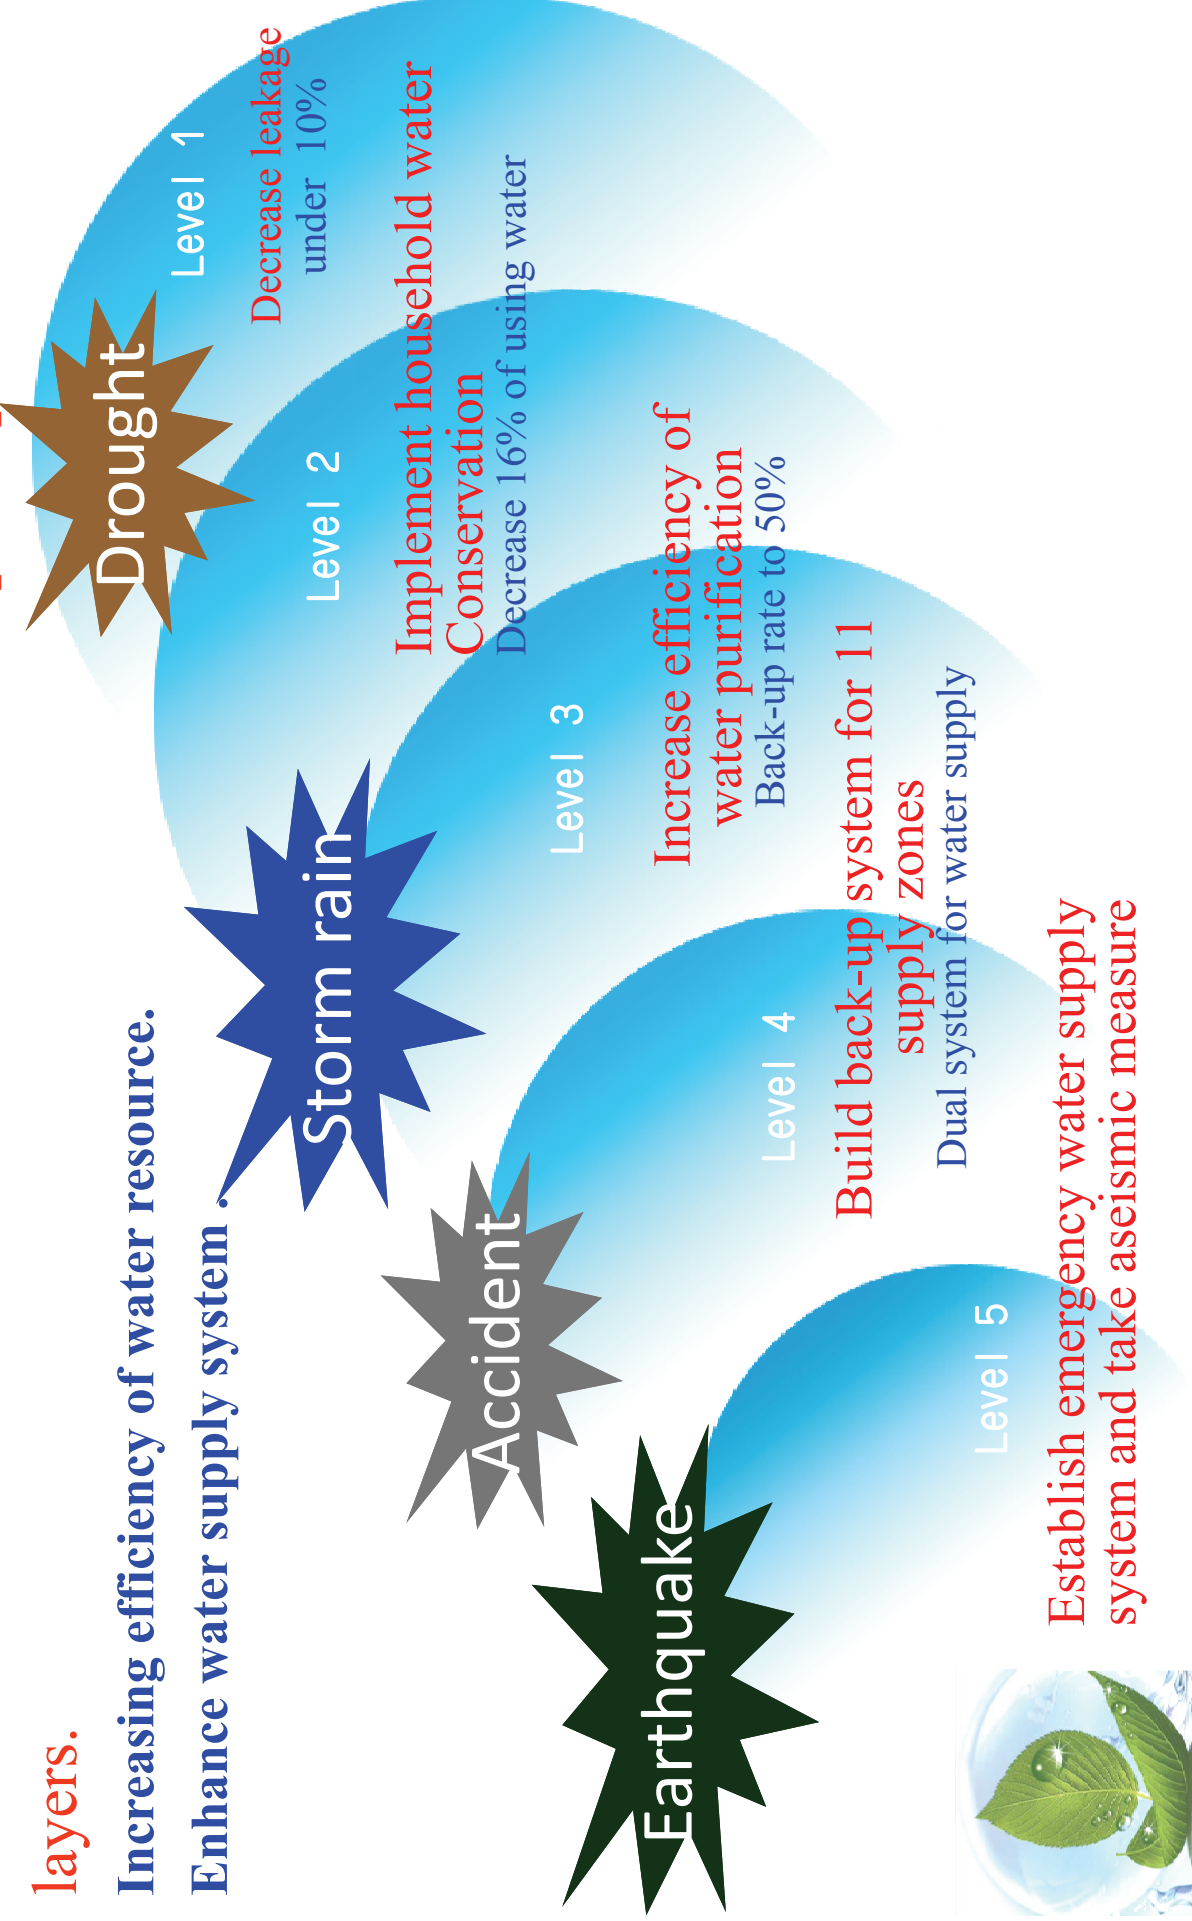 layers.
Increasing efficiency of water resource.
Enhance water supply system .
Drought
Level 1
Decrease leakage
under 10%
Level 2
Implement household water
Conservation
Decrease 16% of using water
Storm rain
Level 3
Increase efficiency of
water purification
Back-up rate to 50%
Accident
Level 4
Build back-up system for 11
supply zones
Dual system for water supply
Earthquake
Level 5
Establish emergency water supply
system and take aseismic measure